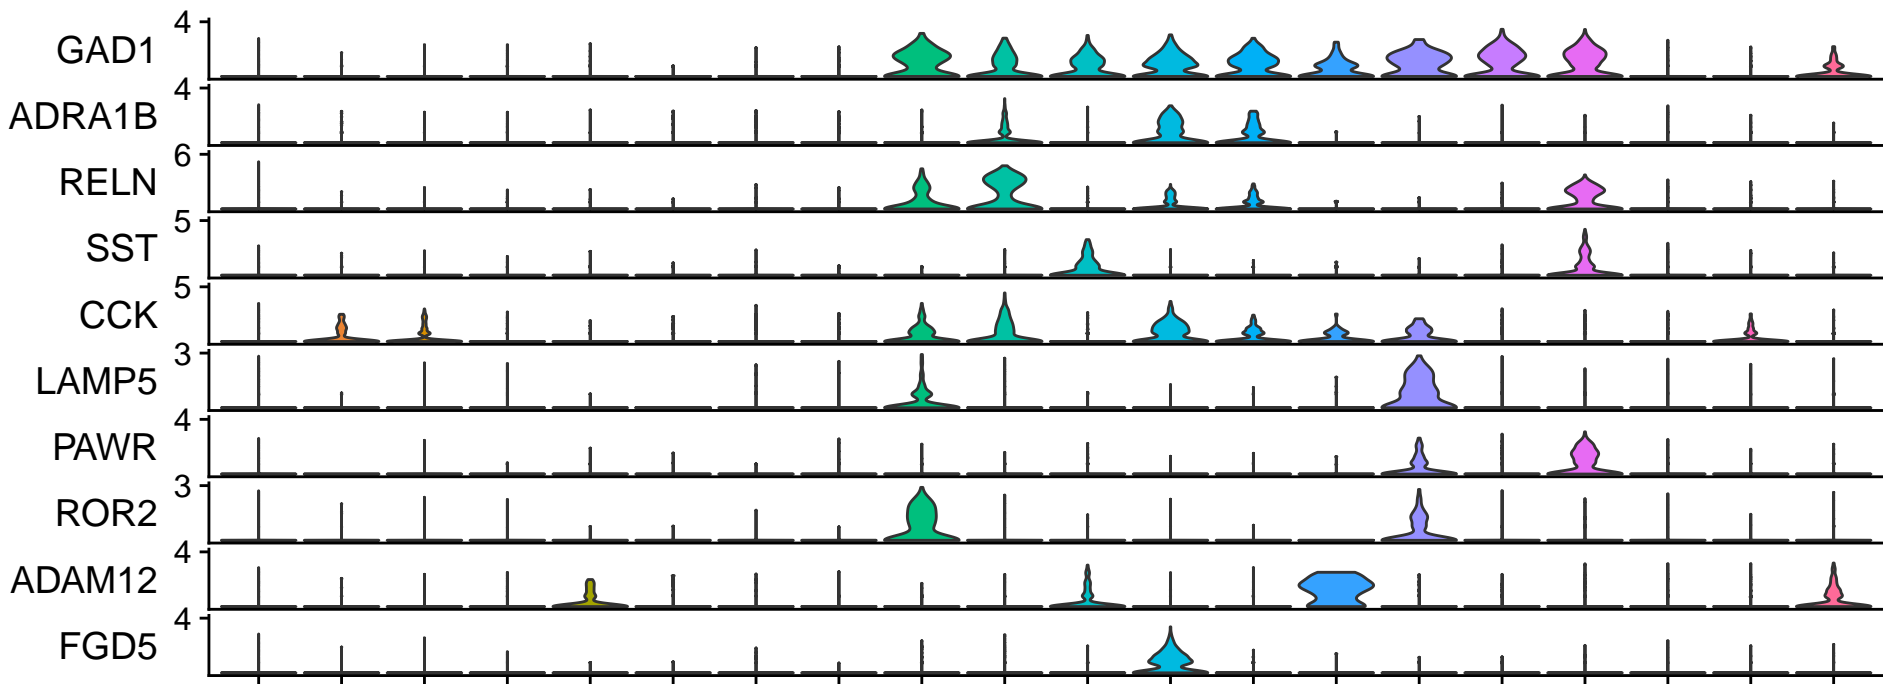 4
GAD1
4
ADRA1B
6
RELN
5
SST
5
CCK
3
LAMP5
4
PAWR
3
ROR2
4
ADAM12
4
FGD5